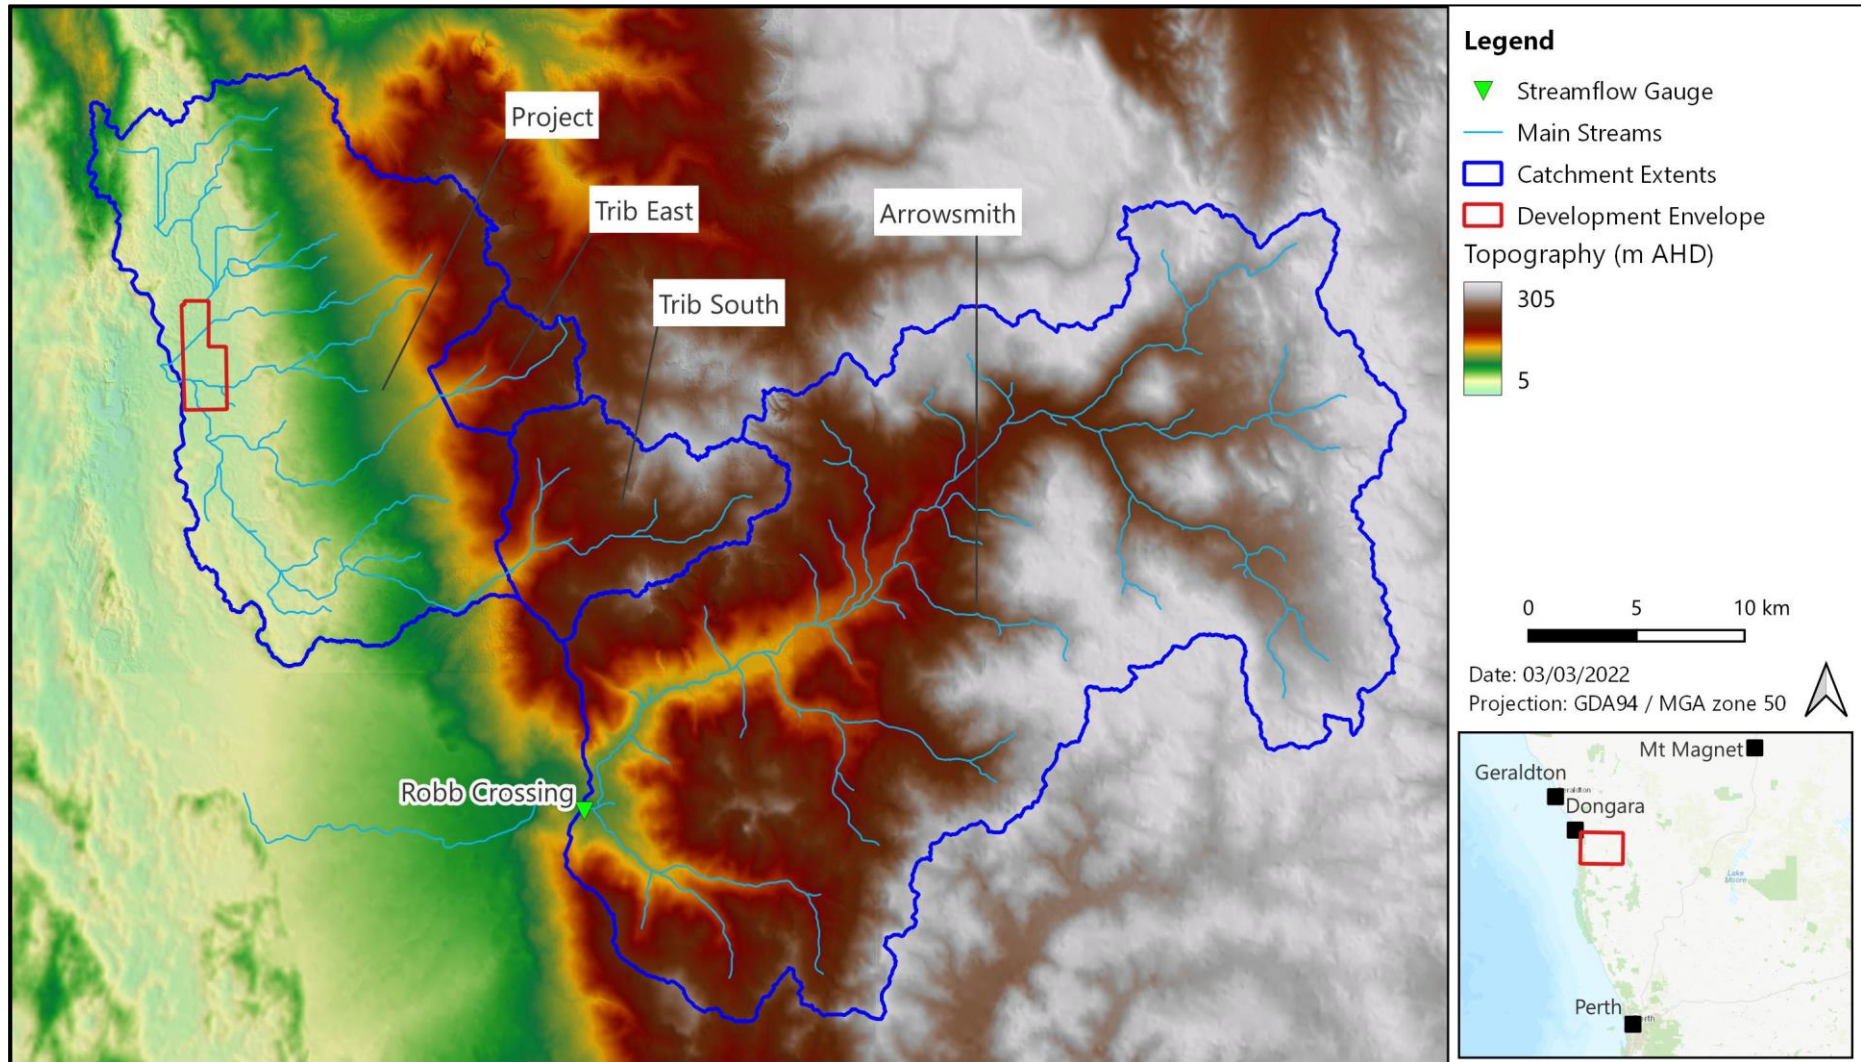 Project
Trib East
Trib South
Arrowsmith
Robb Crossing
Legend
Streamflow Gauge
Main Streams
Catchment Extents
Development Envelope
Topography (m AHD)
305
5
0 5 10 km
Date: 03/03/2022
Projection: GDA94 / MGA zone 50
Mt Magnet
Geraldton
Dongara
Lake
Moore
Perth